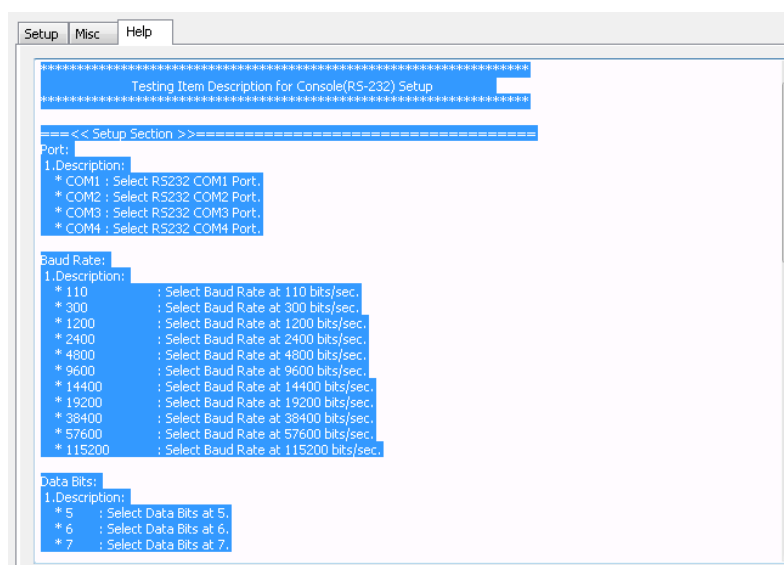 Setup Misc Help
********************************************************************
Testing Item Description for Console(RS-232) Setup
********************************************************************
===<< Setup Section >>===================================
Port:
1.Description:
* COM1 : Select RS232 COM1 Port.
* COM2 : Select RS232 COM2 Port.
* COM3 : Select RS232 COM3 Port.
* COM4 : Select RS232 COM4 Port.
Baud Rate:
1.Description:
* 110 : Select Baud Rate at 110 bits/sec.
* 300 : Select Baud Rate at 300 bits/sec.
* 1200 : Select Baud Rate at 1200 bits/sec.
* 2400 : Select Baud Rate at 2400 bits/sec.
* 4800 : Select Baud Rate at 4800 bits/sec.
* 9600 : Select Baud Rate at 9600 bits/sec.
* 14400 : Select Baud Rate at 14400 bits/sec.
* 19200 : Select Baud Rate at 19200 bits/sec.
* 38400 : Select Baud Rate at 38400 bits/sec.
* 57600 : Select Baud Rate at 57600 bits/sec.
* 115200 : Select Baud Rate at 115200 bits/sec.
Data Bits:
1.Description:
* 5 : Select Data Bits at 5.
* 6 : Select Data Bits at 6.
* 7 : Select Data Bits at 7.